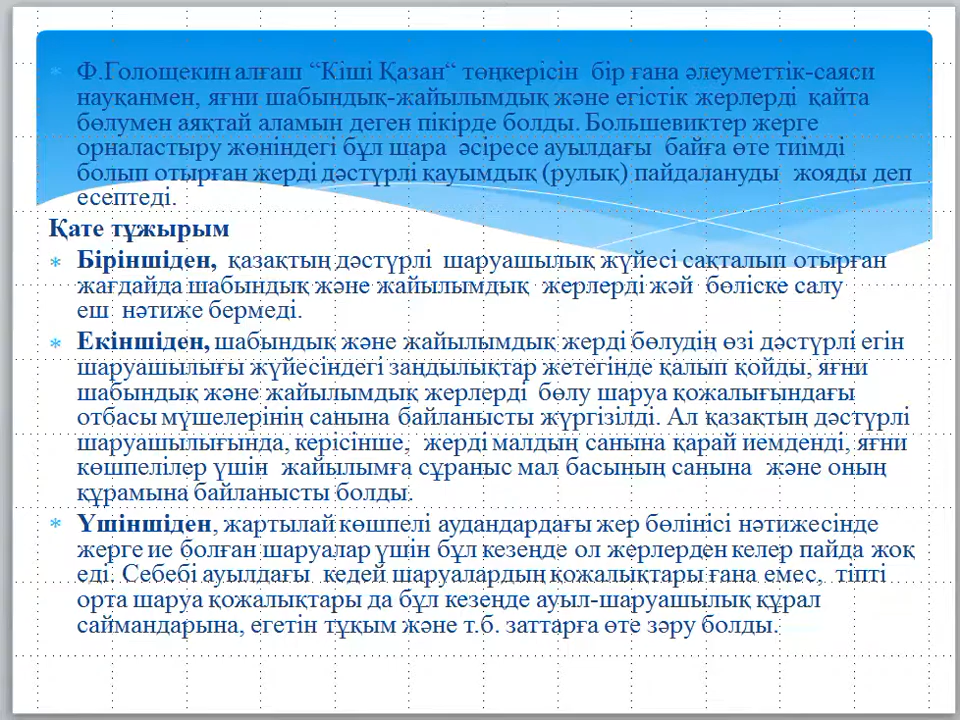 * Ф.Голощекин алғаш “Кіші Қазан“ төңкерісін бір ғана әлеуметтік-саяси
науқанмен, яғни шабындық-жайылымдық және егістік жерлерді қайта
бөлумен аяқтай аламын деген пікірде болды. Большевиктер жерге
орналастыру жөніндегі бұл шара әсіресе ауылдағы байға өте тиімді
болып отырған жерді дәстүрлі қауымдық (рулық) пайдалануды жояды деп
есептеді.
Қате тұжырым
* Біріншіден, қазақтың дәстүрлі шаруашылық жүйесі сақталып отырған
жағдайда шабындық және жайылымдық жерлерді жәй бөліске салу
еш нәтиже бермеді.
* Екіншіден, шабындық және жайылымдық жерді бөлудің өзі дәстүрлі егін
шаруашылығы жүйесіндегі заңдылықтар жетегінде қалып қойды, яғни
шабындық және жайылымдық жерлерді бөлу шаруа қожалығындағы
отбасы мүшелерінің санына байланысты жүргізілді. Ал қазақтың дәстүрлі
шаруашылығында, керісінше, жерді малдың санына қарай иемденді, яғни
көшпелілер үшін жайылымға сұраныс мал басының санына және оның
құрамына байланысты болды.
* Үшіншіден, жартылай көшпелі аудандардағы жер бөлінісі нәтижесінде
жерге ие болған шаруалар үшін бұл кезеңде ол жерлерден келер пайда жоқ
еді. Себебі ауылдағы кедей шаруалардың қожалықтары ғана емес, тіпті
орта шаруа қожалықтары да бұл кезеңде ауыл-шаруашылық құрал
саймандарына, егетін тұқым және т.б. заттарға өте зәру болды.